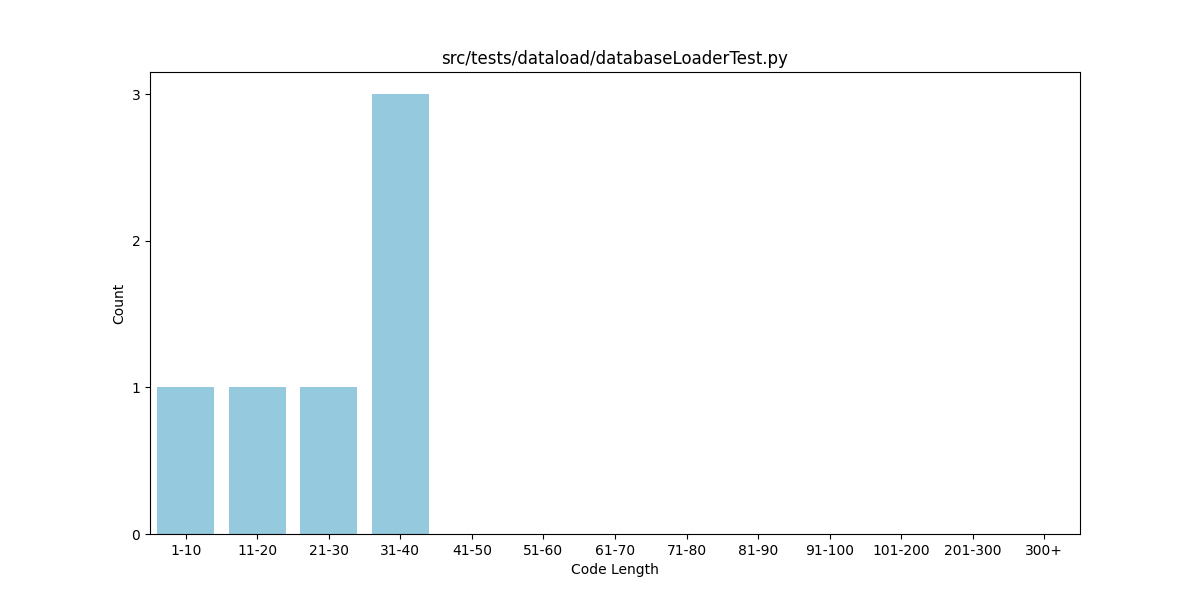 src/tests/dataload/databaseLoaderTest.py
3
2
1
0
Count
1-10 11-20 21-30 31-40 41-50 51-60 61-70 71-80 81-90 91-100 101-200 201-300 300+
Code Length